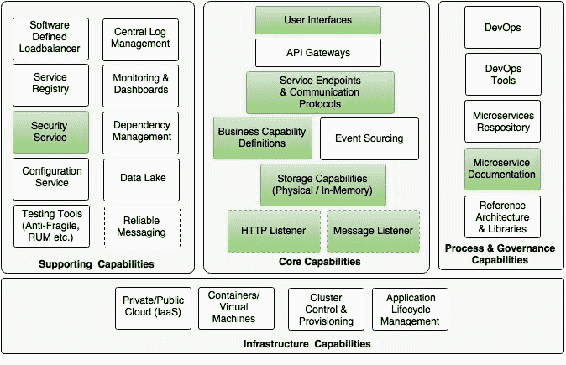 Software
Defined
Loadbalancer
Central Log
Management
Service
Registry
Monitoring &
Dashboards
Security
Service
Dependency
Management
Configuration
Service
Data Lake
Testing Tools
(Anti-Fragile,
RUM etc.)
Reliable
Messaging
Supporting Capabilities
User Interfaces
API Gateways
Service Endpoints
& Communication
Protocols
Business Capability
Definitions
Event Sourcing
Storage Capabilities
(Physical / In-Memory)
HTTP Listener
Message Listener
Core Capabilities
DevOps
DevOps
Tools
Microservices
Respository
Microservice
Documentation
Reference
Architecture
& Libraries
Process & Governance
Capabilities
Private/Public
Cloud (IaaS)
Containers/
Virtual
Machines
Cluster
Control &
Provisioning
Application
Lifecycle
Management
Infrastructure Capabilities